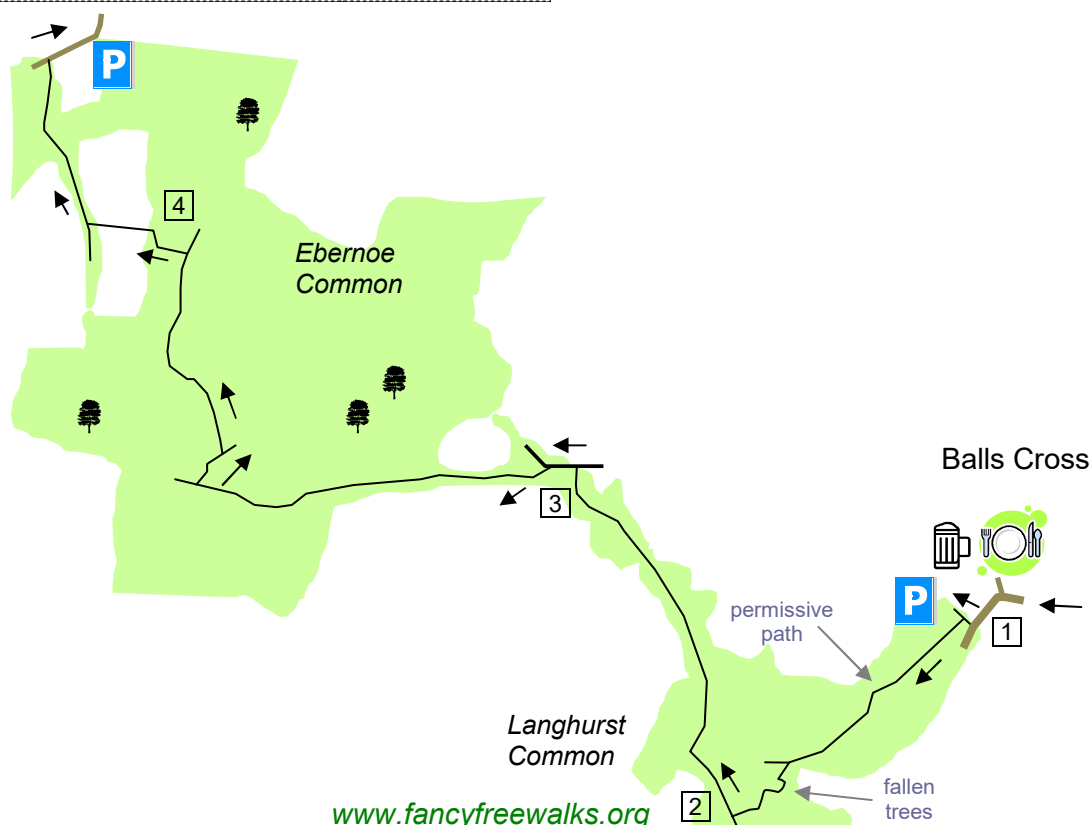 P
4
Ebernoe
Common
3
Balls Cross
P
1
permissive
path
Langhurst
Common
2
fallen
trees
www.fancyfreewalks.org